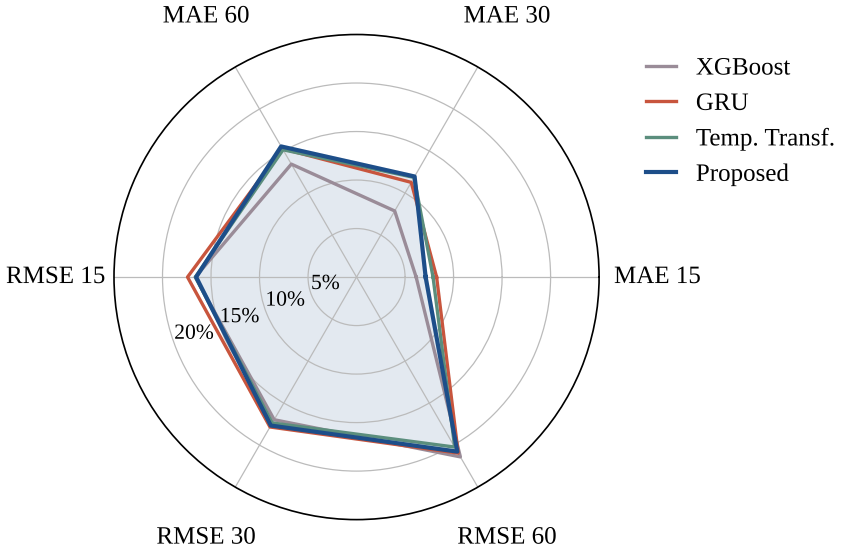 MAE 60
MAE 30
XGBoost
GRU
Temp. Transf.
Proposed
RMSE 15
5%
10%
15%
20%
MAE 15
RMSE 30
RMSE 60